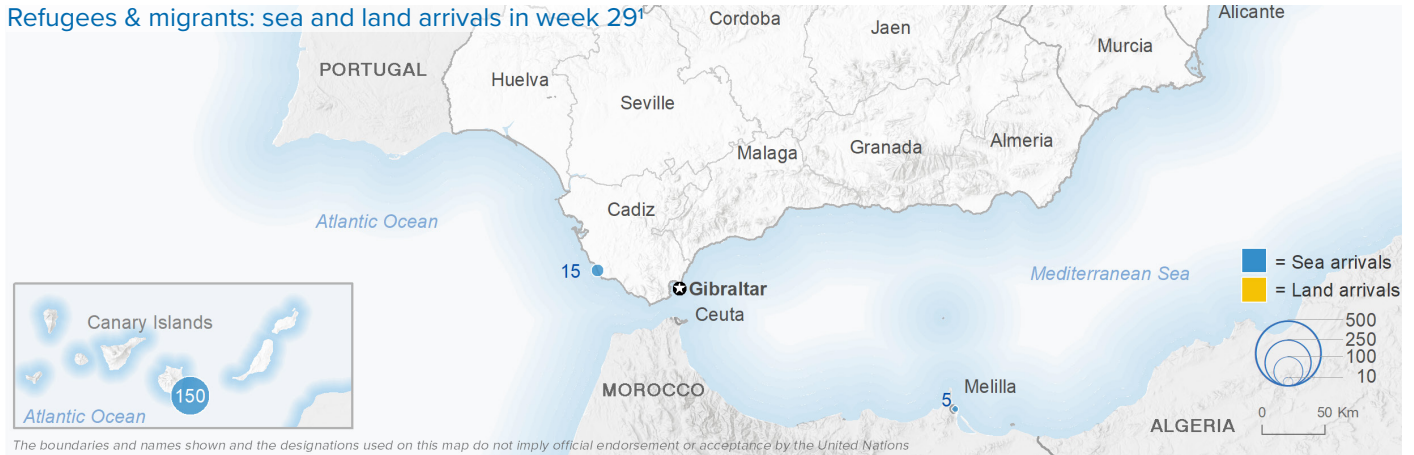 Refugees & migrants: sea and land arrivals in week 29¹
Cordoba
Alicante
Jaen
Murcia
PORTUGAL
Huelva
Seville
Almeria
Granada
Malaga
Cadiz
Atlantic Ocean
15
Mediterranean Sea
= Sea arrivals
Gibraltar
= Land arrivals
Ceuta
Canary Islands
500
250
100
10
Melilla
MOROCCO
150
5
Atlantic Ocean
0 50 Km
ALGERIA
The boundaries and names shown and the designations used on this map do not imply official endorsement or acceptance by the United Nations